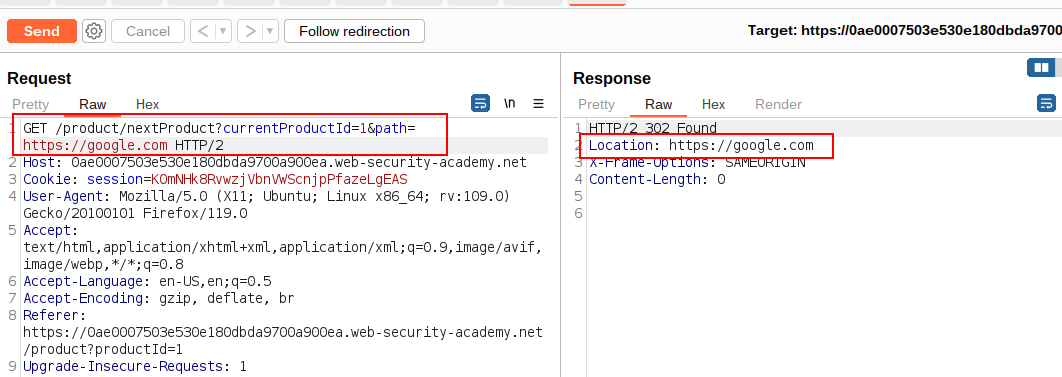 Send Cancel < > Follow redirection Target: https://0ae0007503e530e180dbda9700
Request
Pretty Raw Hex \n
1 GET /product/nextProduct?currentProductId=1&path=
https://google.com HTTP/2
2 Host: 0ae0007503e530e180dbda9700a900ea.web-security-academy.net
3 Cookie: session=KOmNHk8RvwzjVbnVWScnjpPfazeLgEAS
4 User-Agent: Mozilla/5.0 (X11; Ubuntu; Linux x86_64; rv:109.0)
Gecko/20100101 Firefox/119.0
5 Accept:
text/html,application/xhtml+xml,application/xml;q=0.9,image/avif,
image/webp,*/*;q=0.8
6 Accept-Language: en-US,en;q=0.5
7 Accept-Encoding: gzip, deflate, br
8 Referer:
https://0ae0007503e530e180dbda9700a900ea.web-security-academy.net
/product?productId=1
9 Upgrade-Insecure-Requests: 1
Response
Pretty Raw Hex Render
1 HTTP/2 302 Found
2 Location: https://google.com
3 X-Frame-Options: SAMEORIGIN
4 Content-Length: 0
5
6